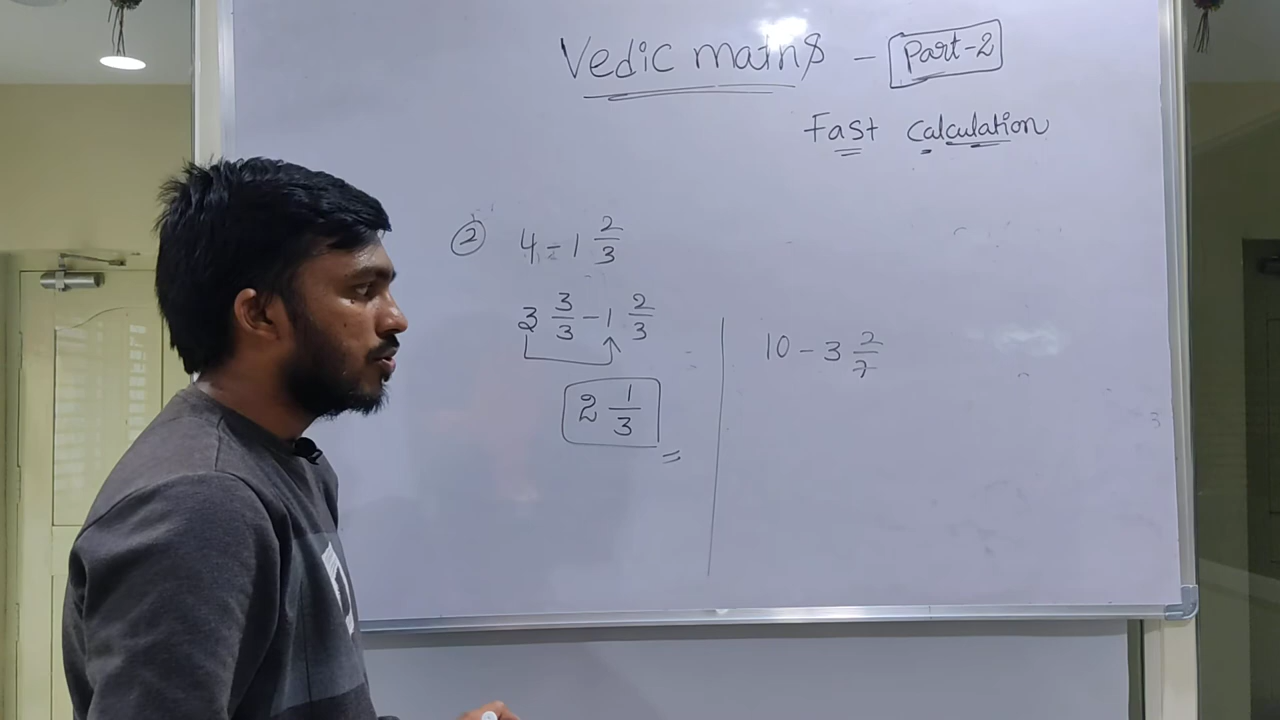 Vedic maths - Part-2
Fast Calculation
2 4 - 1 2/3
3 3/3 - 1 2/3
2 1/3
=
10 - 3 2/7